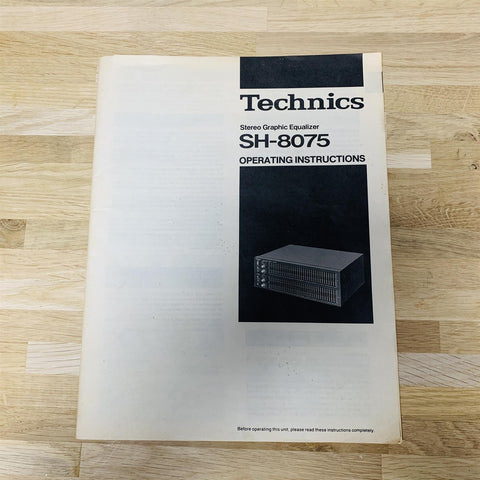 Technics
Stereo Graphic Equalizer
SH-8075
OPERATING INSTRUCTIONS
Before operating this unit, please read these instructions completely.